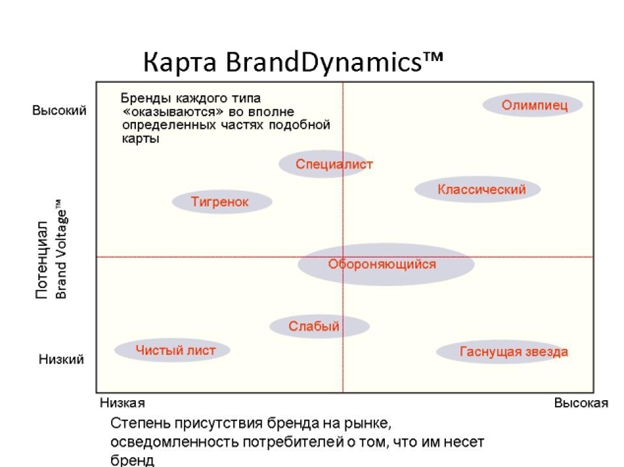 Карта BrandDynamics™
Высокий
Бренды каждого типа
«оказываются» во вполне
определенных частях подобной
карты
Олимпиец
Специалист
Классический
Тигренок
Потенциал
Brand Voltage™
Обороняющийся
Слабый
Чистый лист
Гаснущая звезда
Низкий
Низкая
Высокая
Степень присутствия бренда на рынке,
осведомленность потребителей о том, что им несет
бренд